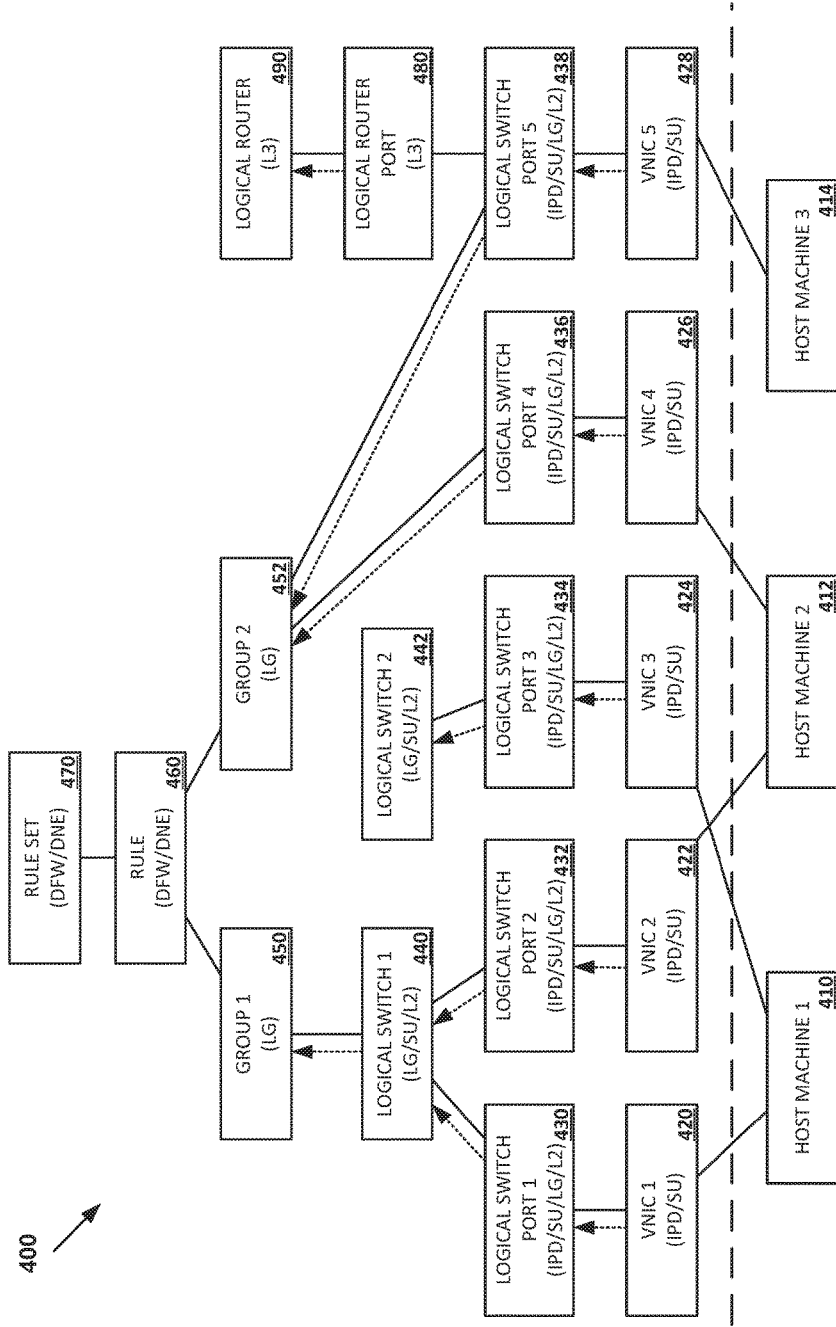 400
RULE SET
(DFW/DNE)
470
RULE
(DFW/DNE)
460
GROUP 1
(LG)
450
GROUP 2
(LG)
452
LOGICAL ROUTER
(L3)
490
LOGICAL SWITCH 1
(LG/SU/L2)
440
LOGICAL SWITCH 2
(LG/SU/L2)
442
LOGICAL ROUTER
PORT
(L3)
480
LOGICAL SWITCH
PORT 1
(IPD/SU/LG/L2)
430
LOGICAL SWITCH
PORT 2
(IPD/SU/LG/L2)
432
LOGICAL SWITCH
PORT 3
(IPD/SU/LG/L2)
434
LOGICAL SWITCH
PORT 4
(IPD/SU/LG/L2)
436
LOGICAL SWITCH
PORT 5
(IPD/SU/LG/L2)
438
VNIC 1
(IPD/SU)
420
VNIC 2
(IPD/SU)
422
VNIC 3
(IPD/SU)
424
VNIC 4
(IPD/SU)
426
VNIC 5
(IPD/SU)
428
HOST MACHINE 1
410
HOST MACHINE 2
412
HOST MACHINE 3
414